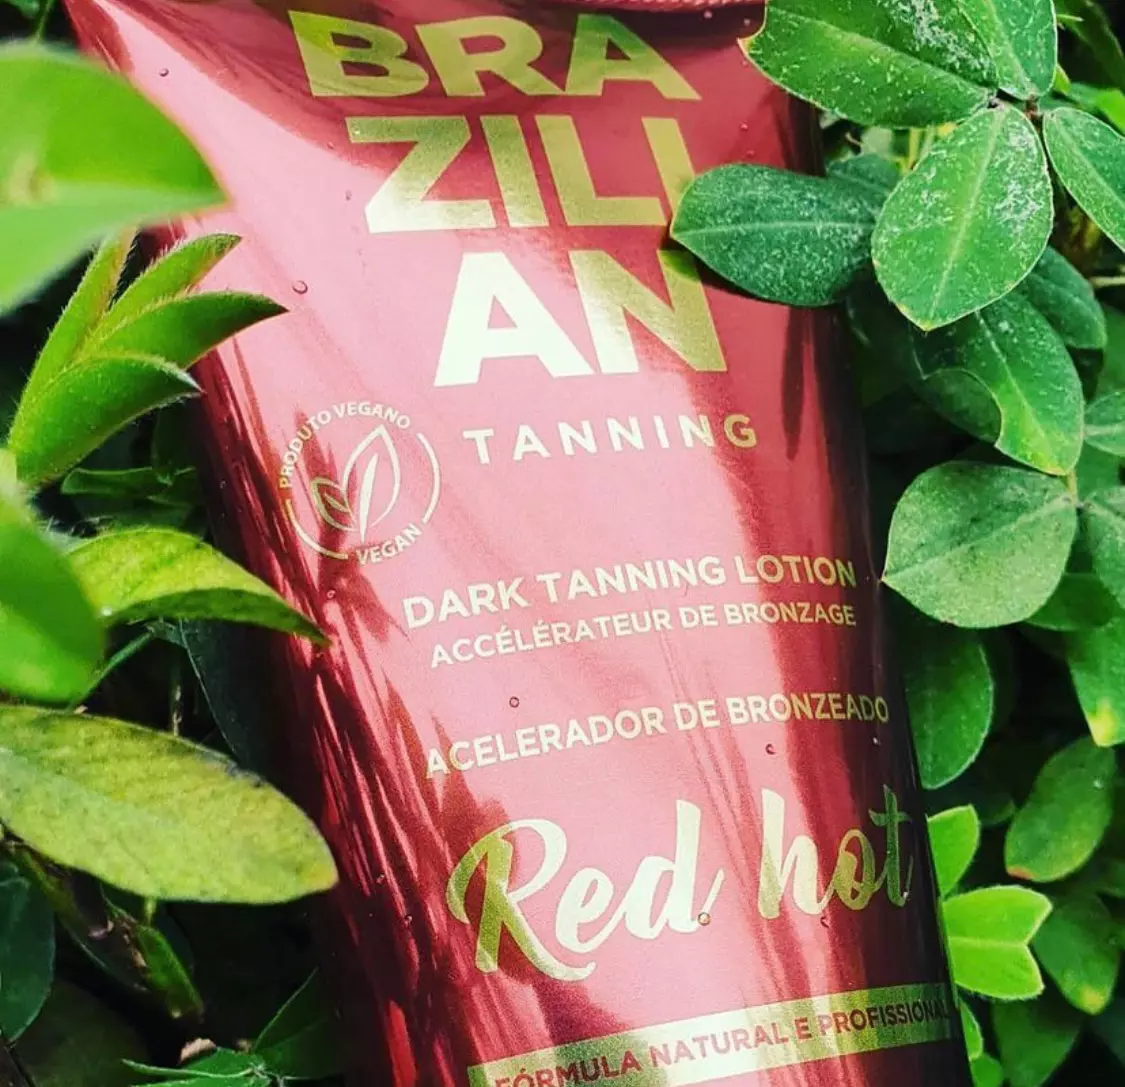 BRA
ZILI
AN
TANNING
PRODUTO VEGANO
VEGAN
DARK TANNING LOTION
ACCÉLÉRATEUR DE BRONZAGE
ACELERADOR DE BRONZEADO
Red hot
FÓRMULA NATURAL E PROFISSIONAL